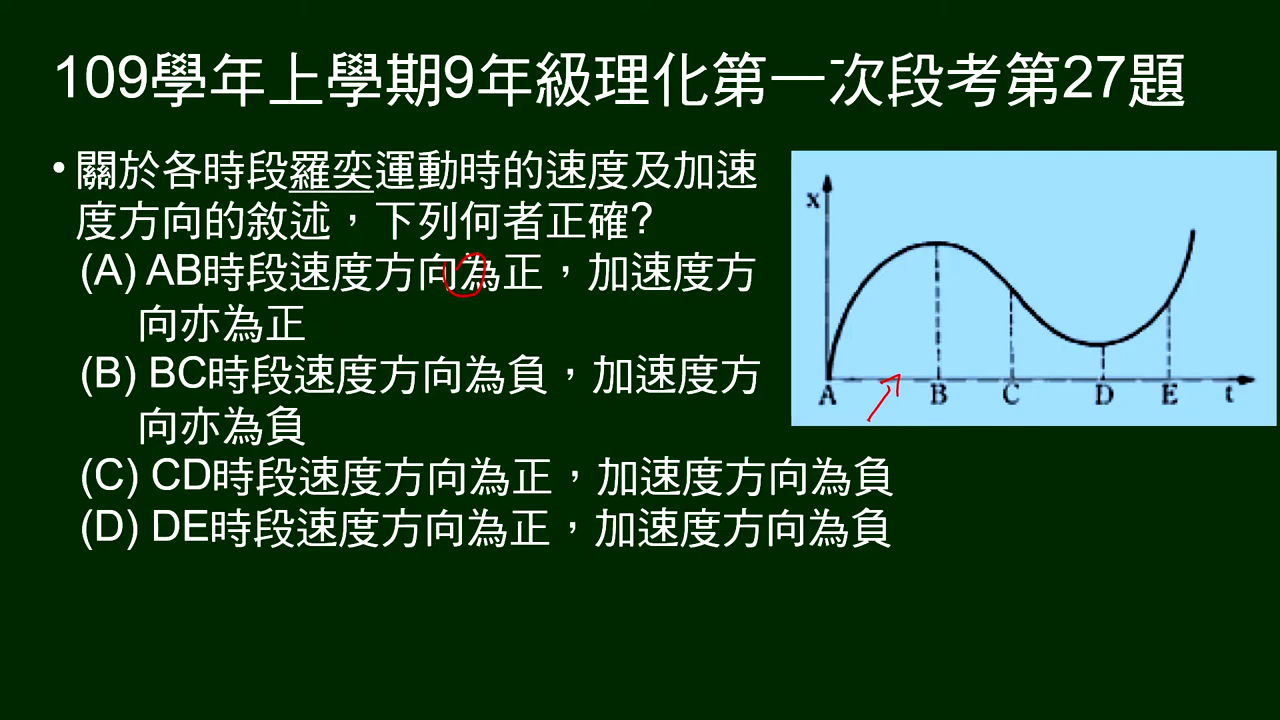 109學年上學期9年級理化第一次段考第27題
• 關於各時段羅奕運動時的速度及加速
度方向的敘述，下列何者正確?
(A) AB時段速度方向為正，加速度方
向亦為正
(B) BC時段速度方向為負，加速度方
向亦為負
(C) CD時段速度方向為正，加速度方向為負
(D) DE時段速度方向為正，加速度方向為負
x
A B C D E t